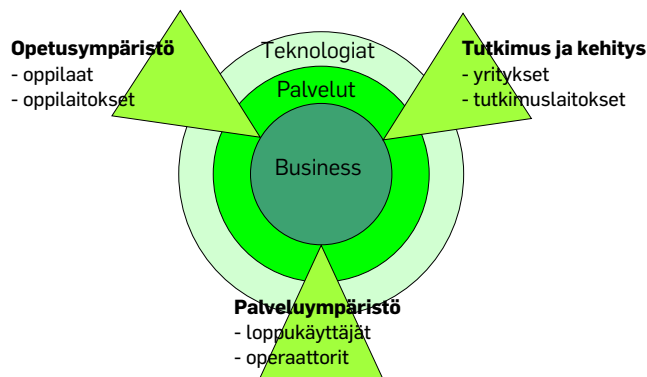 Opetusympäristö
- oppilaat
- oppilaitokset
Teknologiat
Palvelut
Business
Tutkimus ja kehitys
- yritykset
- tutkimuslaitokset
Palveluympäristö
- loppukäyttäjät
- operaattorit